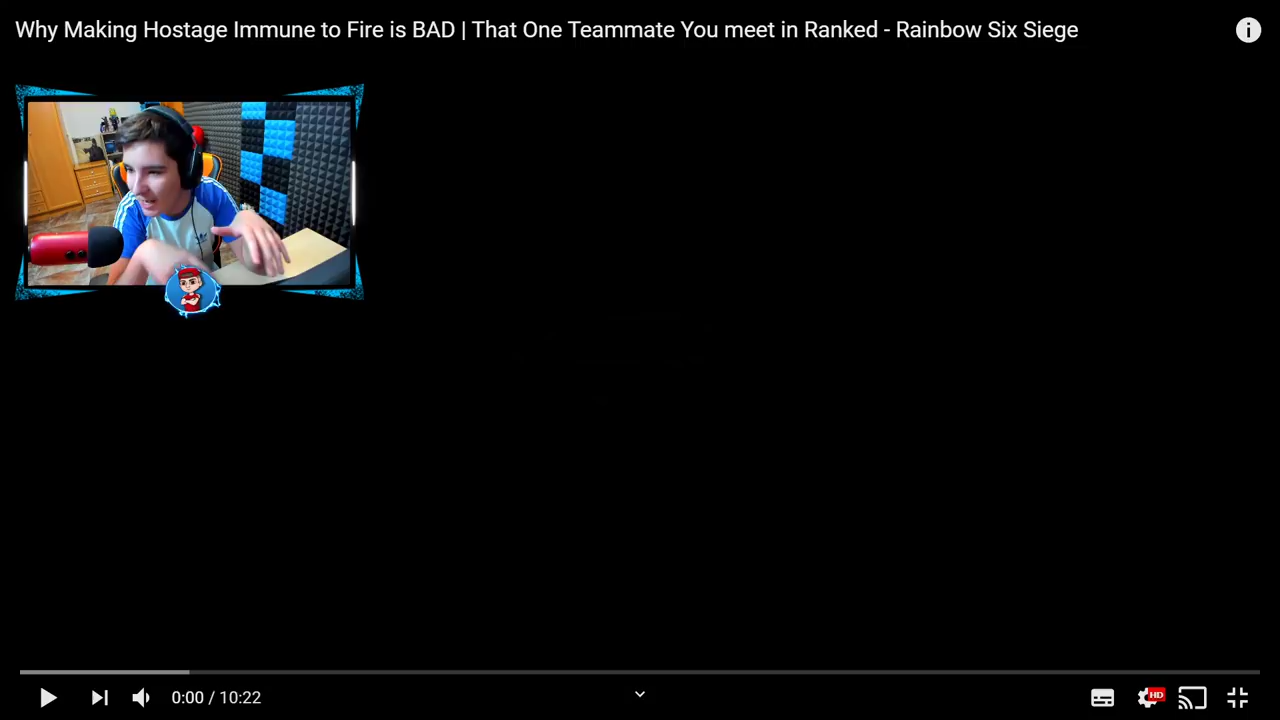 Why Making Hostage Immune to Fire is BAD | That One Teammate You meet in Ranked - Rainbow Six Siege
0:00 / 10:22
HD